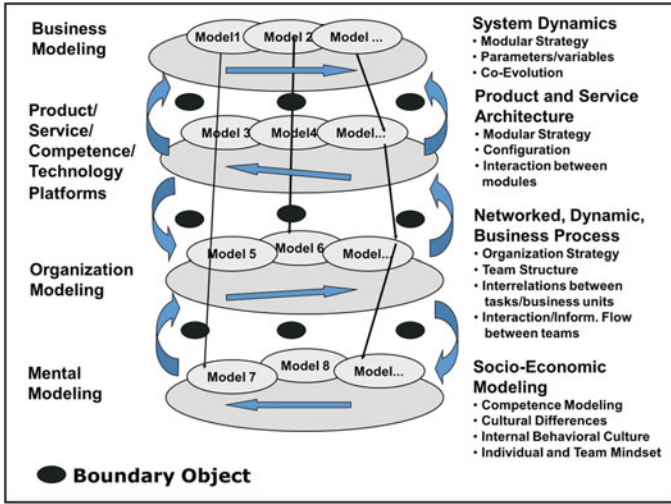 Business
Modeling
Model1
Model 2
Model ...
System Dynamics
• Modular Strategy
• Parameters/variables
• Co-Evolution
Product/
Service/
Competence/
Technology
Platforms
Model 3
Model4
Model...
Product and Service
Architecture
• Modular Strategy
• Configuration
• Interaction between
modules
Organization
Modeling
Model 5
Model 6
Model...
Networked, Dynamic,
Business Process
• Organization Strategy
• Team Structure
• Interrelations between
tasks/business units
• Interaction/Inform. Flow
between teams
Mental
Modeling
Model 7
Model 8
Model...
Socio-Economic
Modeling
• Competence Modeling
• Cultural Differences
• Internal Behavioral Culture
• Individual and Team Mindset
Boundary Object